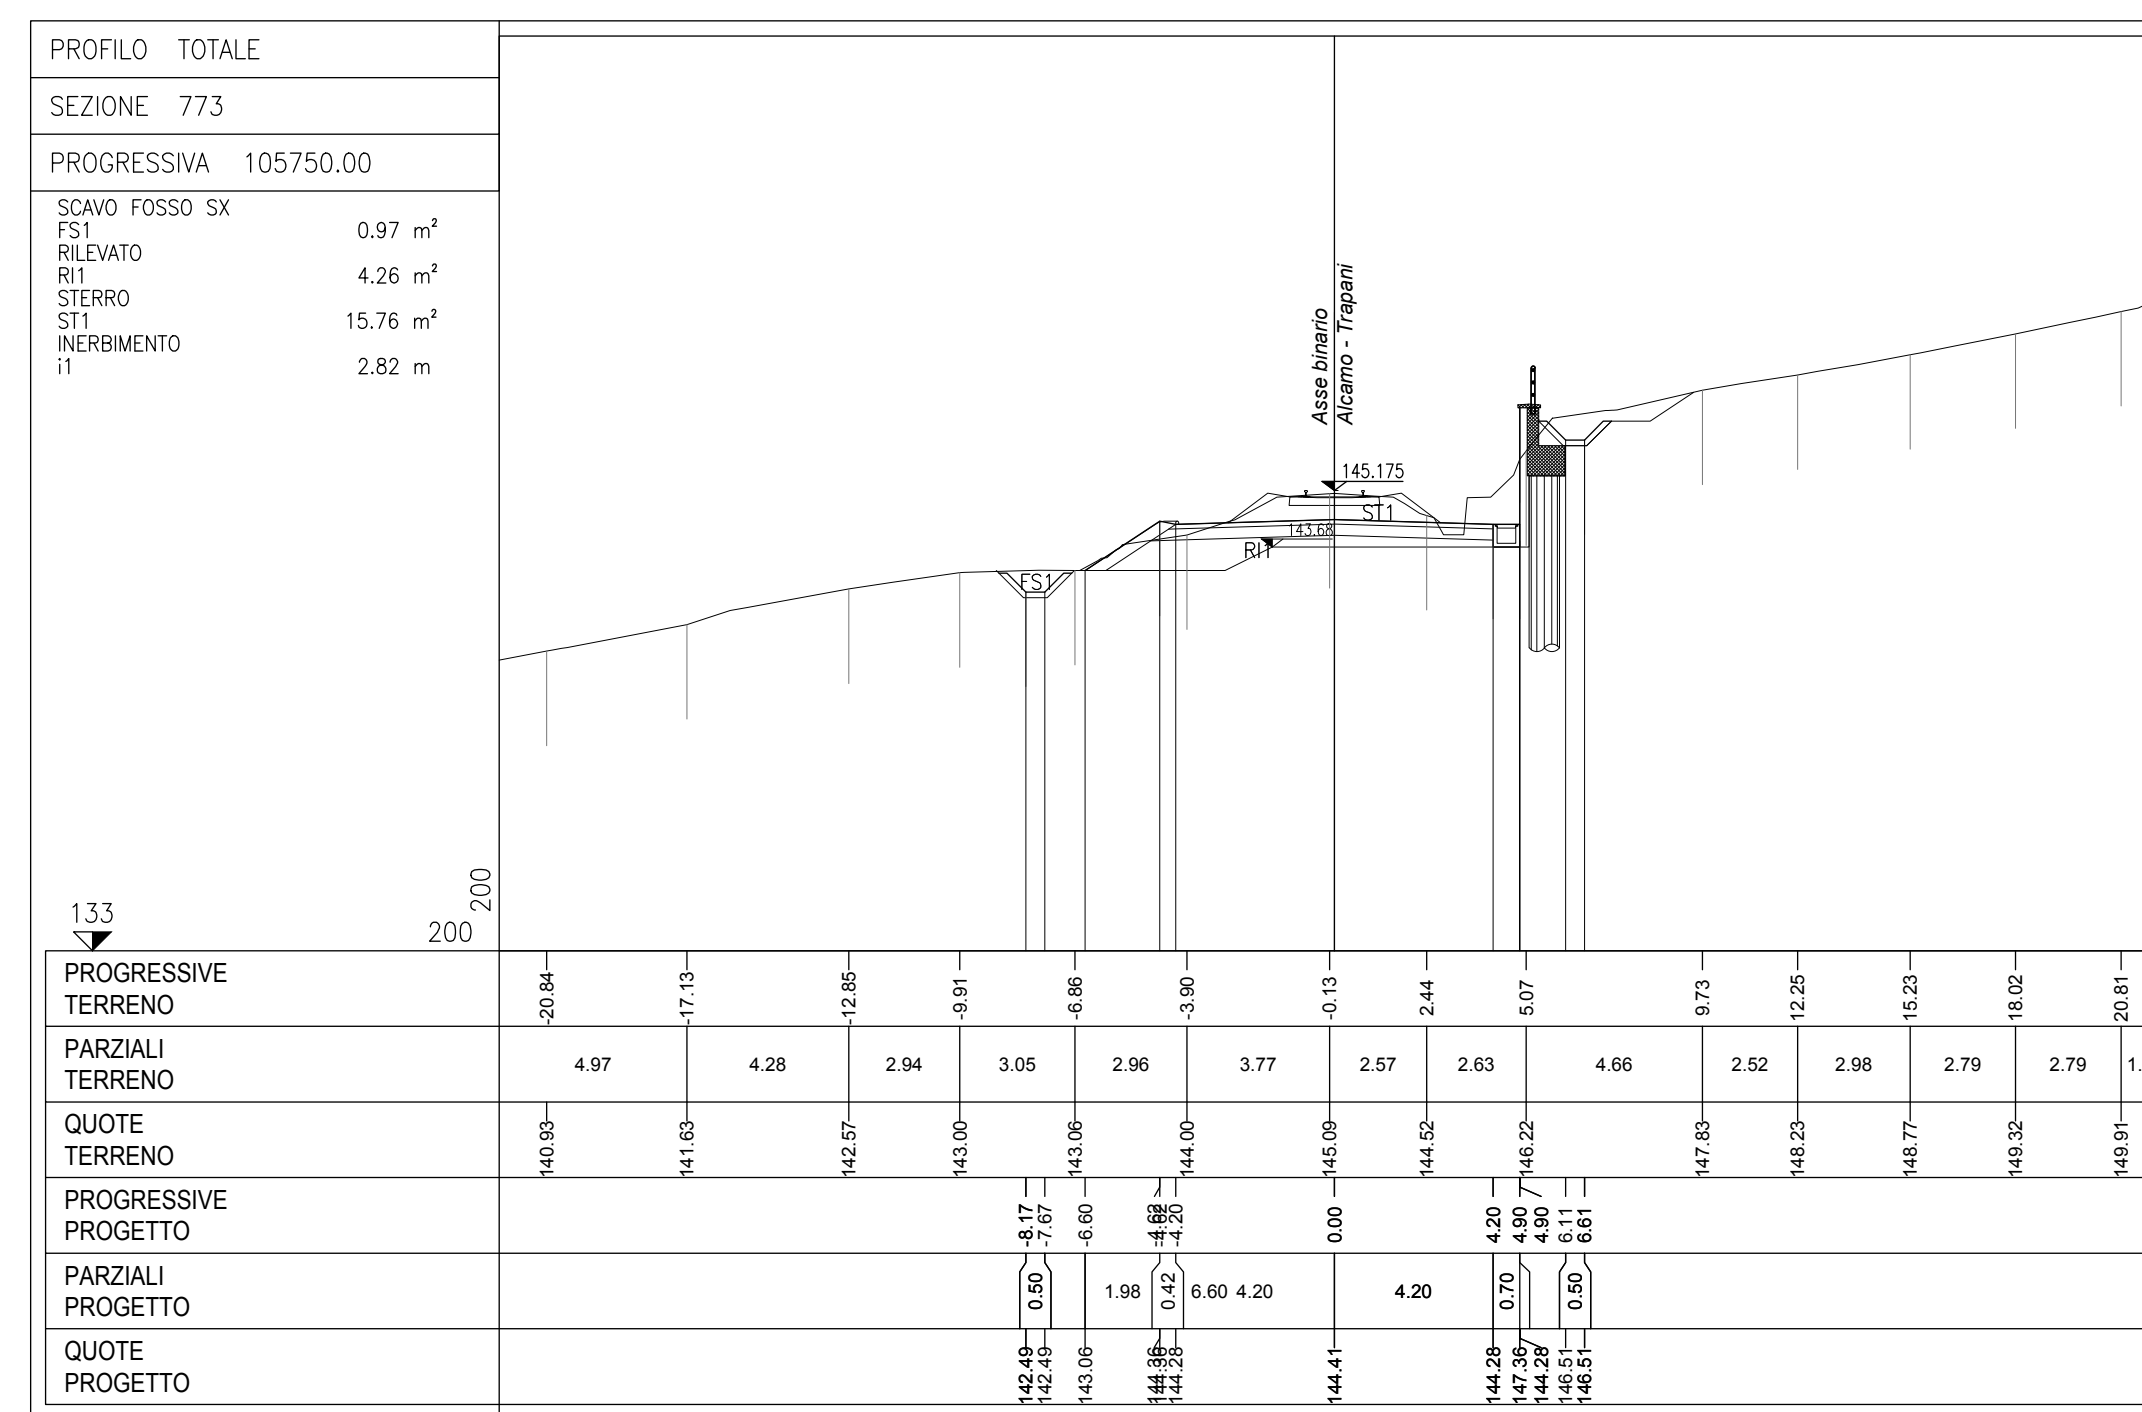 PROFILO TOTALE
SEZIONE 773
PROGRESSIVA 105750.00
SCAVO FOSSO SX
FS1 0.97 m²
RILEVATO
RI1 4.26 m²
STERRO
ST1 15.76 m²
INERBIMENTO
i1 2.82 m
Asse binario
Alcamo - Trapani
145.175
ST1
143.68
RI1
FS1
200
133
200
PROGRESSIVE
TERRENO
-20.84 -17.13 -12.85 -9.91 -6.86 -3.90 -0.13 2.44 5.07 9.73 12.25 15.23 18.02 20.81
PARZIALI
TERRENO
4.97 4.28 2.94 3.05 2.96 3.77 2.57 2.63 4.66 2.52 2.98 2.79 2.79 1.
QUOTE
TERRENO
140.93 141.63 142.57 143.00 143.06 144.00 145.09 144.52 146.22 147.83 148.23 148.77 149.32 149.91
PROGRESSIVE
PROGETTO
-8.17 -7.67 -6.60 -4.62 -4.62 -4.20 0.00 4.20 4.90 4.90 6.11 6.61
PARZIALI
PROGETTO
0.50 1.98 0.42 6.60 4.20 4.20 0.70 0.50
QUOTE
PROGETTO
142.49 142.49 143.06 144.36 144.36 144.28 144.41 144.28 147.36 144.28 146.51 146.51